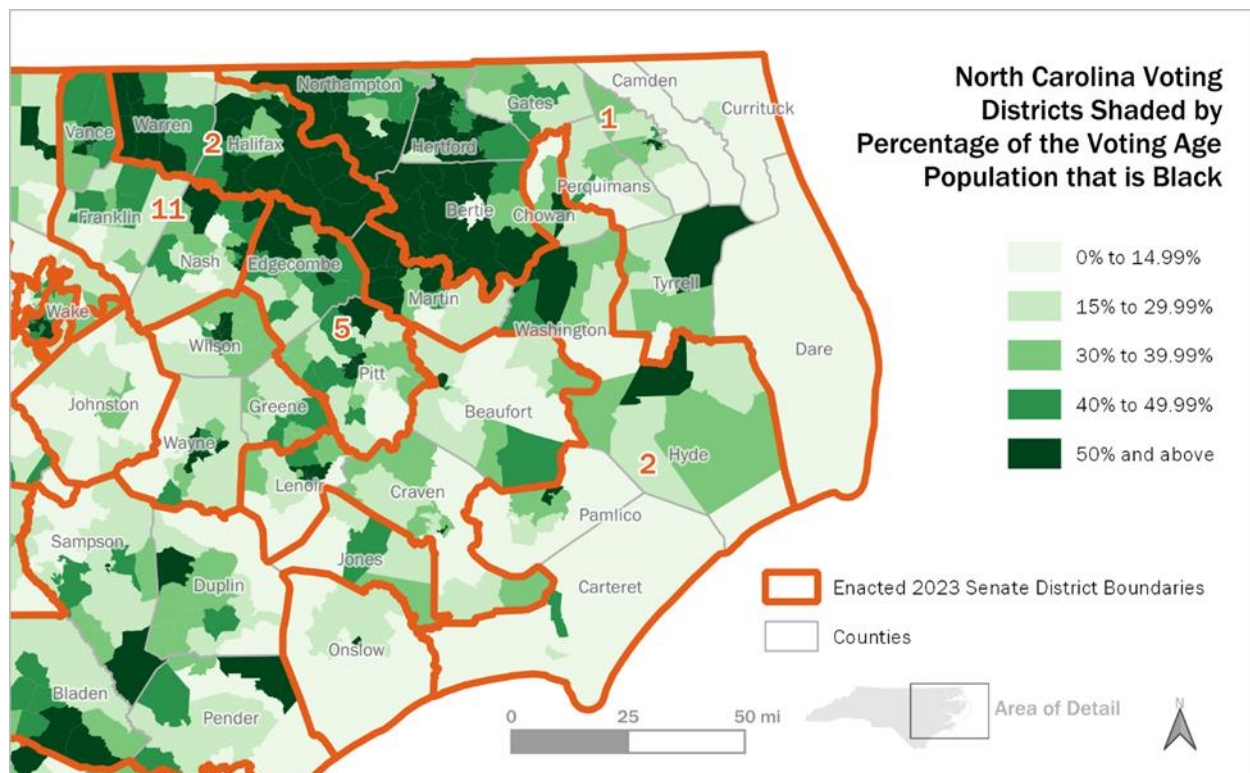 North Carolina Voting
Districts Shaded by
Percentage of the Voting Age
Population that is Black
0% to 14.99%
15% to 29.99%
30% to 39.99%
40% to 49.99%
50% and above
Enacted 2023 Senate District Boundaries
Counties
Area of Detail
N
0 25 50 mi
Northampton
Camden
Gates
Currituck
Vance
Warren
2
Halifax
Hertford
1
Perquimans
Franklin
11
Bertie
Chowan
Nash
Edgecombe
Tyrrell
Martin
Wake
Wilson
5
Washington
Dare
Pitt
Johnston
Greene
Beaufort
Wayne
2
Hyde
Lenoir
Craven
Pamlico
Sampson
Jones
Duplin
Carteret
Onslow
Bladen
Pender